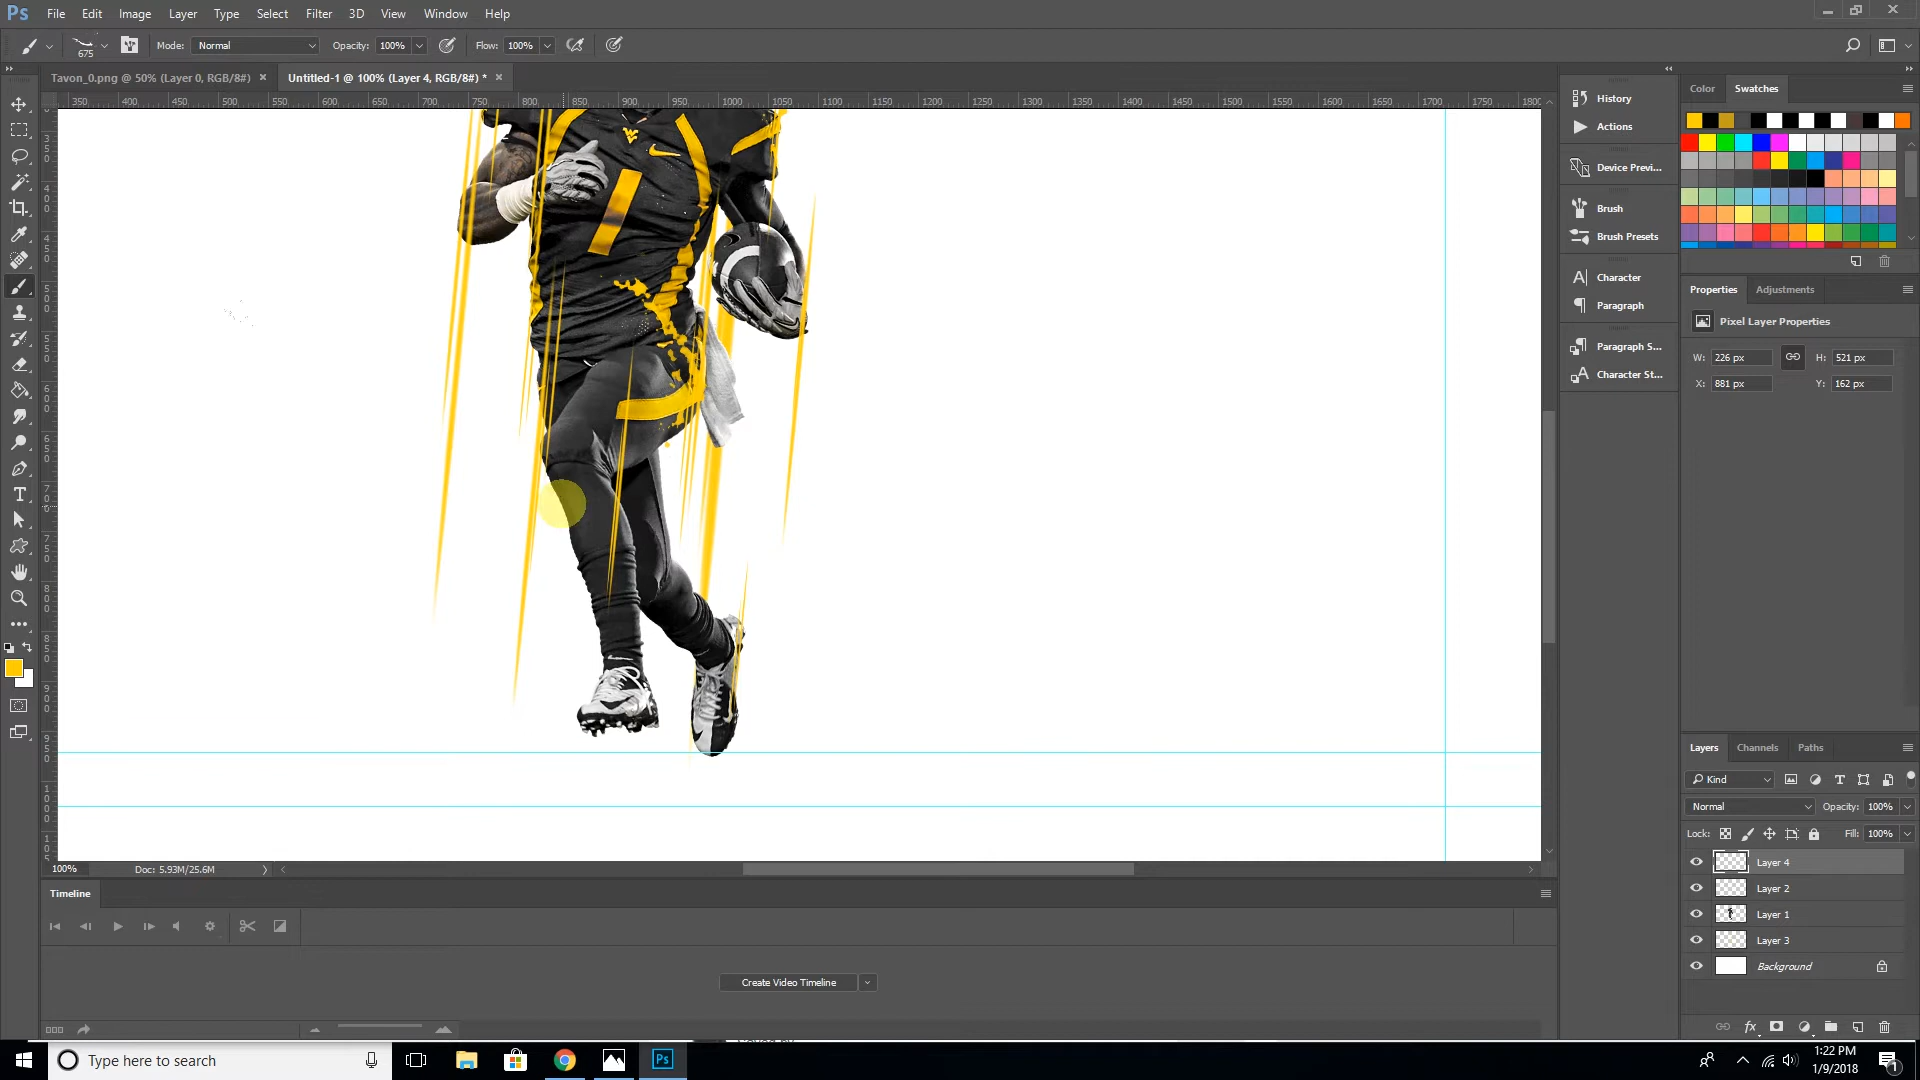 Ps File Edit Image Layer Type Select Filter 3D View Window Help
675 Mode: Normal Opacity: 100% Flow: 100%
Tavon_0.png @ 50% (Layer 0, RGB/8#) × Untitled-1 @ 100% (Layer 4, RGB/8#) * ×
350 400 450 500 550 600 650 700 750 800 850 900 950 1000 1050 1100 1150 1200 1250 1300 1350 1400 1450 1500 1550 1600 1650 1700 1750 1800
History
Actions
Device Previ...
Brush
Brush Presets
Character
Paragraph
Paragraph S...
Character St...
Color Swatches
Properties Adjustments
Pixel Layer Properties
W: 226 px H: 521 px
X: 881 px Y: 162 px
Layers Channels Paths
Kind
Normal Opacity: 100%
Lock: Fill: 100%
Layer 4
Layer 2
Layer 1
Layer 3
Background
fx
100% Doc: 5.93M/25.6M
Timeline
Create Video Timeline
Type here to search
Ps
1:22 PM
1/9/2018
1